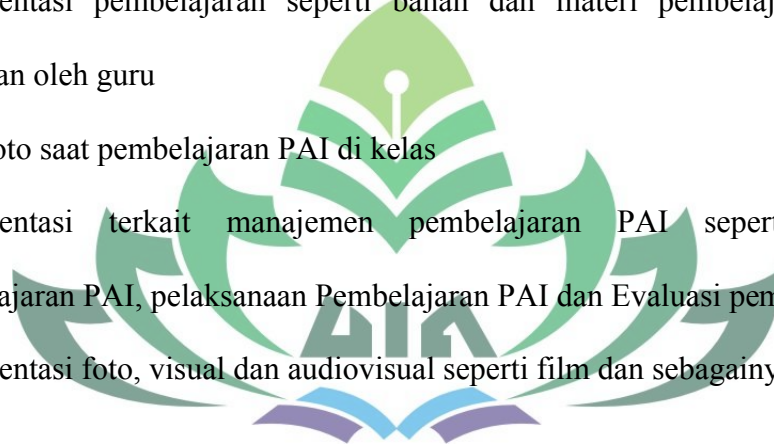 entasi pembelajaran seperti bahan dan materi pembelaj
an oleh guru
oto saat pembelajaran PAI di kelas
entasi terkait manajemen pembelajaran PAI sepert
ajaran PAI, pelaksanaan Pembelajaran PAI dan Evaluasi pem
entasi foto, visual dan audiovisual seperti film dan sebagainy